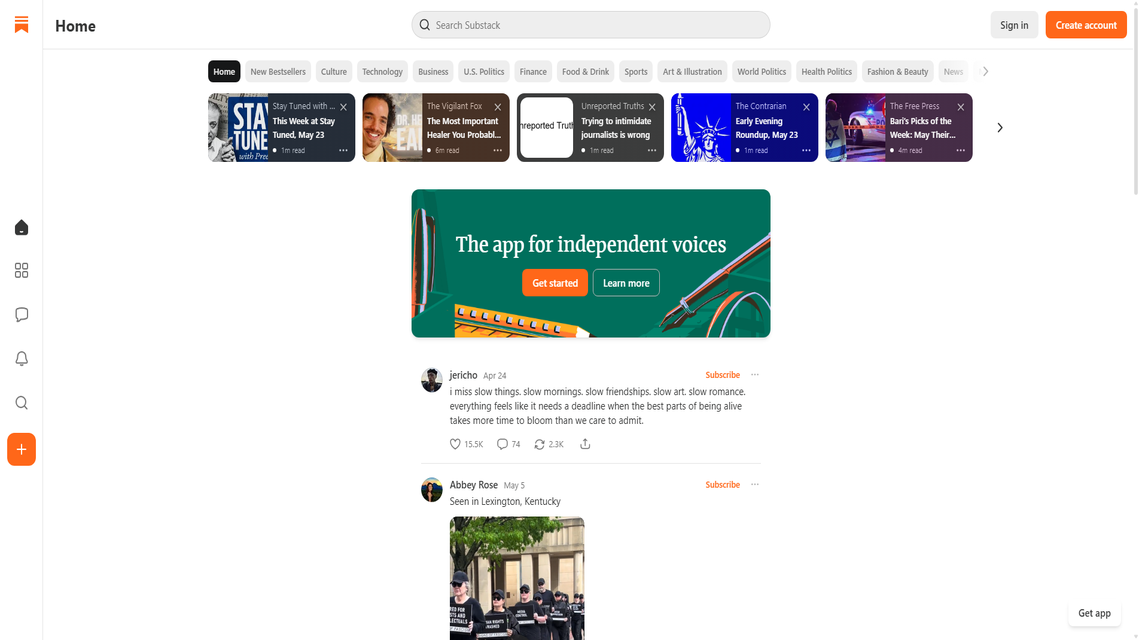 Home
Search Substack
Sign in
Create account
Home
New Bestsellers
Culture
Technology
Business
U.S. Politics
Finance
Food & Drink
Sports
Art & Illustration
World Politics
Health Politics
Fashion & Beauty
News
STAY
TUNED
with Pree
Stay Tuned with ...
This Week at Stay
Tuned, May 23
1m read
The Vigilant Fox
The Most Important
Healer You Probabl...
6m read
nreported Truth
Unreported Truths
Trying to intimidate
journalists is wrong
1m read
The Contrarian
Early Evening
Roundup, May 23
1m read
The Free Press
Bari's Picks of the
Week: May Their...
4m read
The app for independent voices
Get started
Learn more
jericho Apr 24
Subscribe
i miss slow things. slow mornings. slow friendships. slow art. slow romance.
everything feels like it needs a deadline when the best parts of being alive
takes more time to bloom than we care to admit.
15.5K
74
2.3K
Abbey Rose May 5
Subscribe
Seen in Lexington, Kentucky
Get app